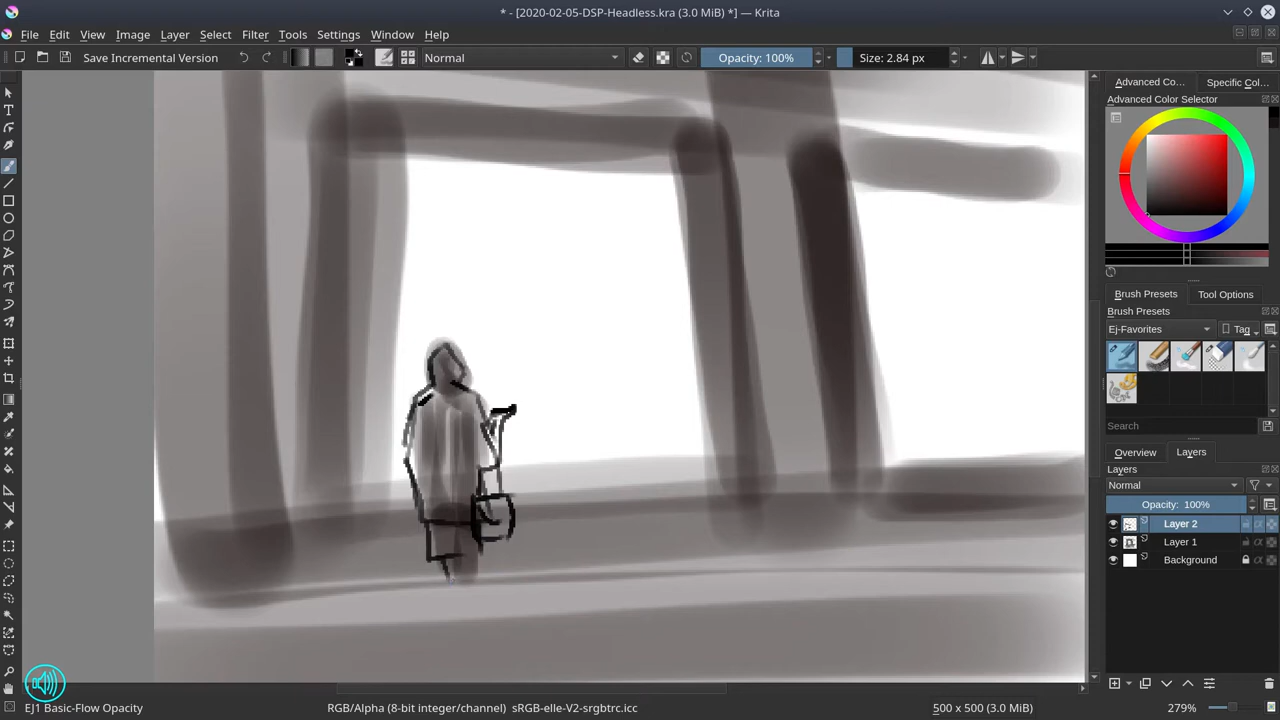 * - [2020-02-05-DSP-Headless.kra (3.0 MiB) *] — Krita
File Edit View Image Layer Select Filter Tools Settings Window Help
Save Incremental Version Normal Opacity: 100% Size: 2.84 px
Advanced Co... Specific Col...
Advanced Color Selector
Brush Presets Tool Options
Brush Presets
Ej-Favorites Tag
Search
Overview Layers
Layers
Normal
Opacity: 100%
Layer 2
Layer 1
Background
EJ1 Basic-Flow Opacity RGB/Alpha (8-bit integer/channel) sRGB-elle-V2-srgbtrc.icc 500 x 500 (3.0 MiB) 279%